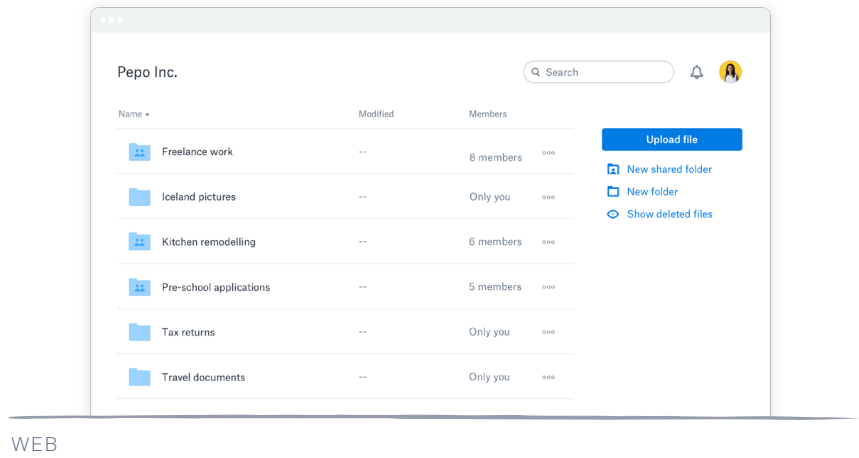 Pepo Inc.
Search
Name Modified Members
Freelance work -- 8 members
Iceland pictures -- Only you
Kitchen remodelling -- 6 members
Pre-school applications -- 5 members
Tax returns -- Only you
Travel documents -- Only you
Upload file
New shared folder
New folder
Show deleted files
WEB